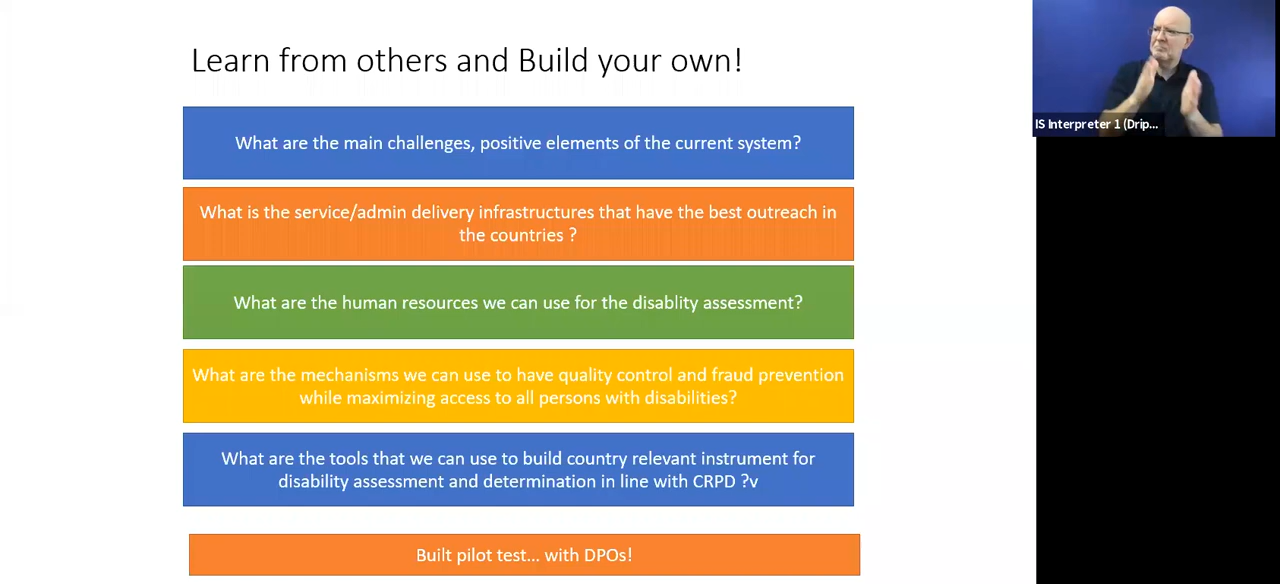 Learn from others and Build your own!
What are the main challenges, positive elements of the current system?
What is the service/admin delivery infrastructures that have the best outreach in
the countries ?
What are the human resources we can use for the disablity assessment?
What are the mechanisms we can use to have quality control and fraud prevention
while maximizing access to all persons with disabilities?
What are the tools that we can use to build country relevant instrument for
disability assessment and determination in line with CRPD ?v
Built pilot test... with DPOs!
IS Interpreter 1 (Drip...